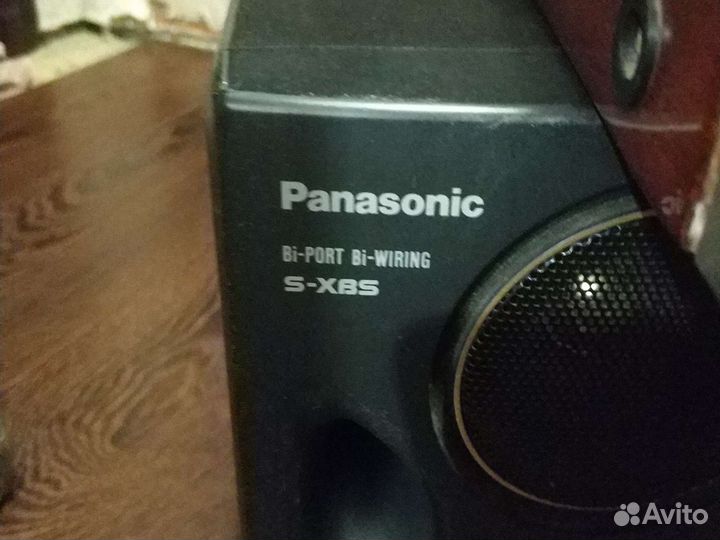 Panasonic
Bi-PORT Bi-WIRING
S-XBS
Avito